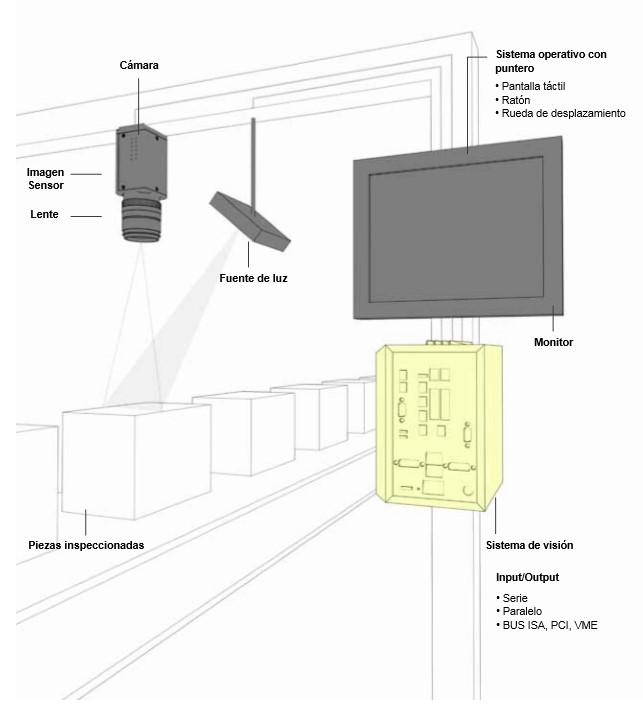 Sistema operativo con
puntero
• Pantalla táctil
• Ratón
• Rueda de desplazamiento
Cámara
Imagen
Sensor
Lente
Fuente de luz
Monitor
Piezas inspeccionadas
Sistema de visión
Input/Output
• Serie
• Paralelo
• BUS ISA, PCI, VME